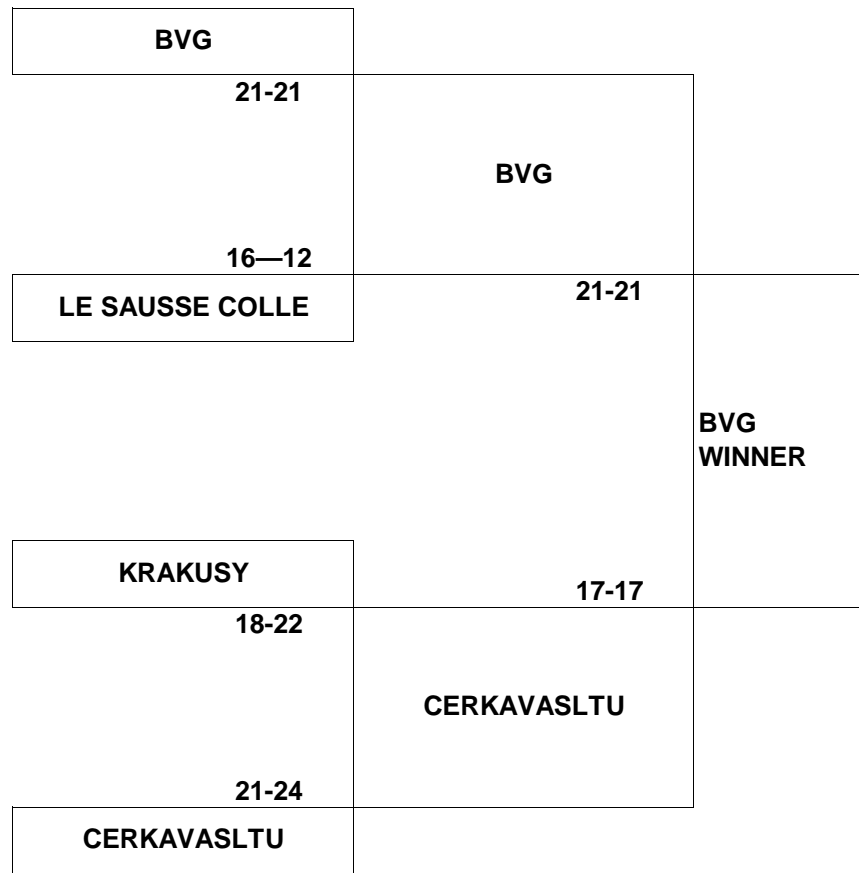 BVG
21-21
BVG
16—12
LE SAUSSE COLLE
21-21
BVG
WINNER
KRAKUSY
17-17
18-22
CERKAVASLTU
21-24
CERKAVASLTU